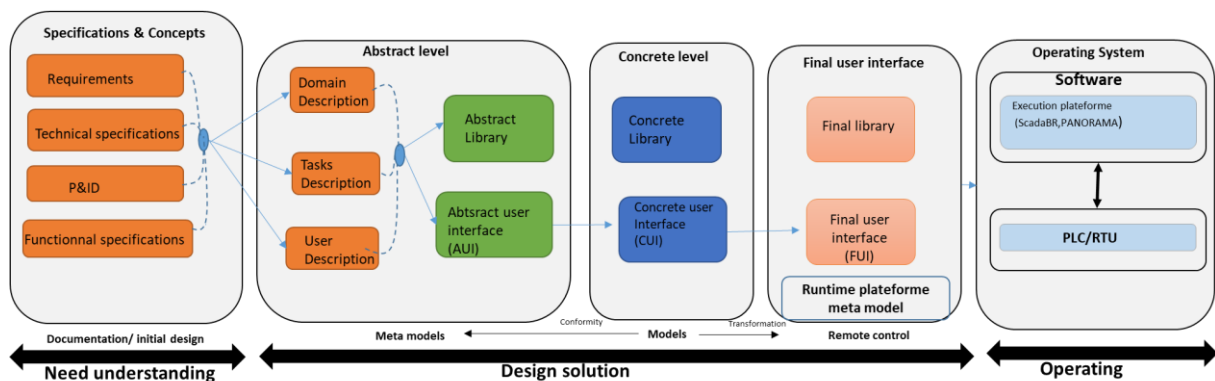 Specifications & Concepts
Requirements
Technical specifications
P&ID
Functionnal specifications
Documentation/ initial design
Need understanding
Abstract level
Domain
Description
Tasks
Description
User
Description
Abstract
Library
Abtsract user
interface
(AUI)
Meta models
Conformity
Concrete level
Concrete
Library
Concrete user
Interface
(CUI)
Models
Transformation
Final user interface
Final library
Final user
interface
(FUI)
Runtime plateforme
meta model
Remote control
Design solution
Operating System
Software
Execution plateforme
(ScadaBR,PANORAMA)
PLC/RTU
Operating